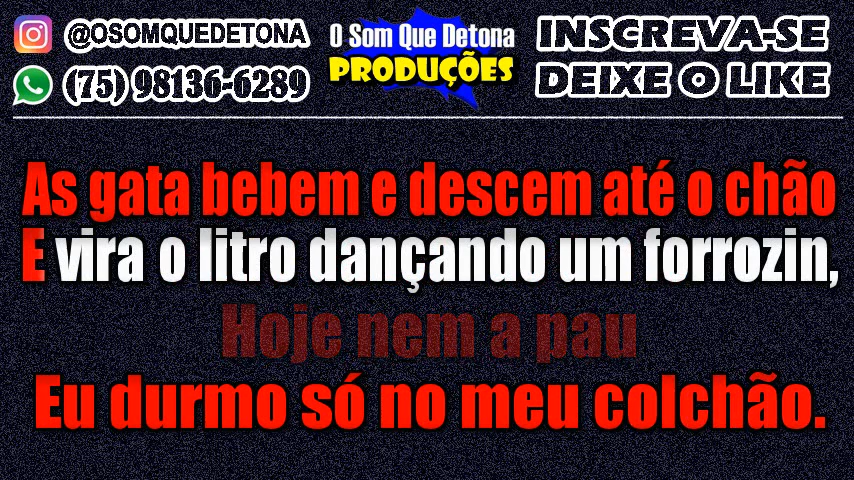 @OSOMQUEDETONA
(75) 98136-6289
O Som Que Detona
PRODUÇÕES
INSCREVA-SE
DEIXE O LIKE
As gata bebem e descem até o chão
E vira o litro dançando um forrozin,
Hoje nem a pau
Eu durmo só no meu colchão.